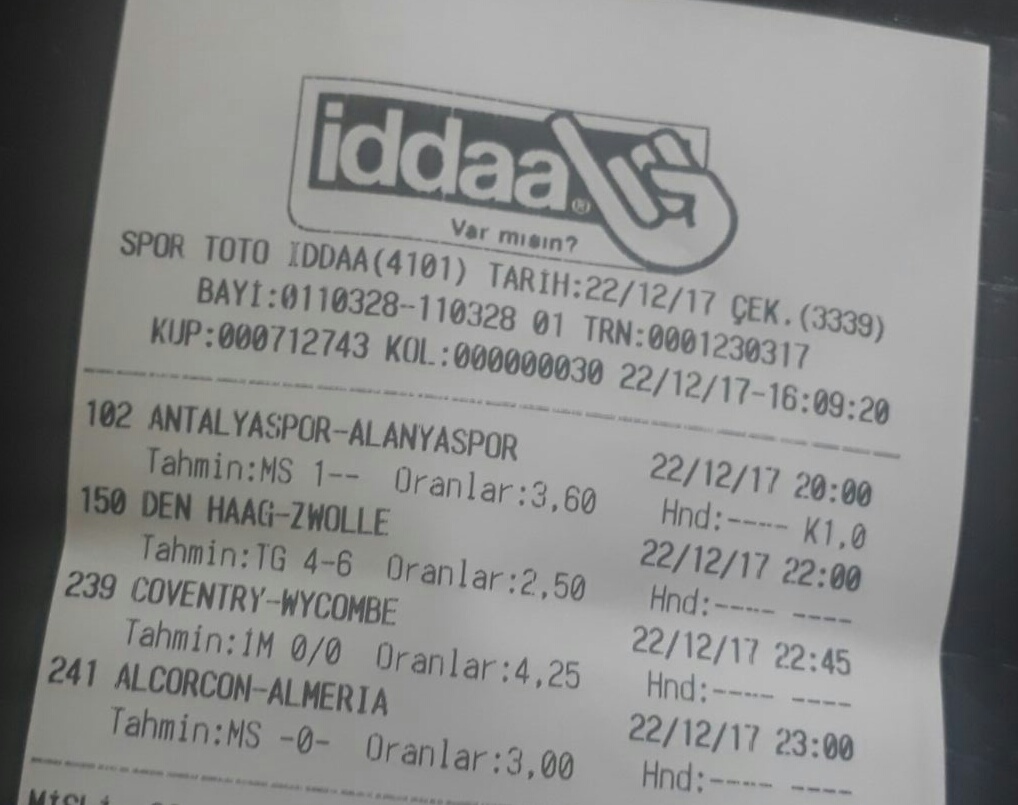 iddaa®
Var mısın?
SPOR TOTO İDDAA(4101) TARİH:22/12/17 ÇEK.(3339)
BAYİ:0110328-110328 01 TRN:0001230317
KUP:000712743 KOL:000000030 22/12/17-16:09:20
102 ANTALYASPOR-ALANYASPOR 22/12/17 20:00
Tahmin:MS 1-- Oranlar:3,60 Hnd:---- K1,0
150 DEN HAAG-ZWOLLE 22/12/17 22:00
Tahmin:TG 4-6 Oranlar:2,50 Hnd:---- ----
239 COVENTRY-WYCOMBE 22/12/17 22:45
Tahmin:İM 0/0 Oranlar:4,25 Hnd:---- ----
241 ALCORCON-ALMERIA 22/12/17 23:00
Tahmin:MS -0- Oranlar:3,00 Hnd:---- ----